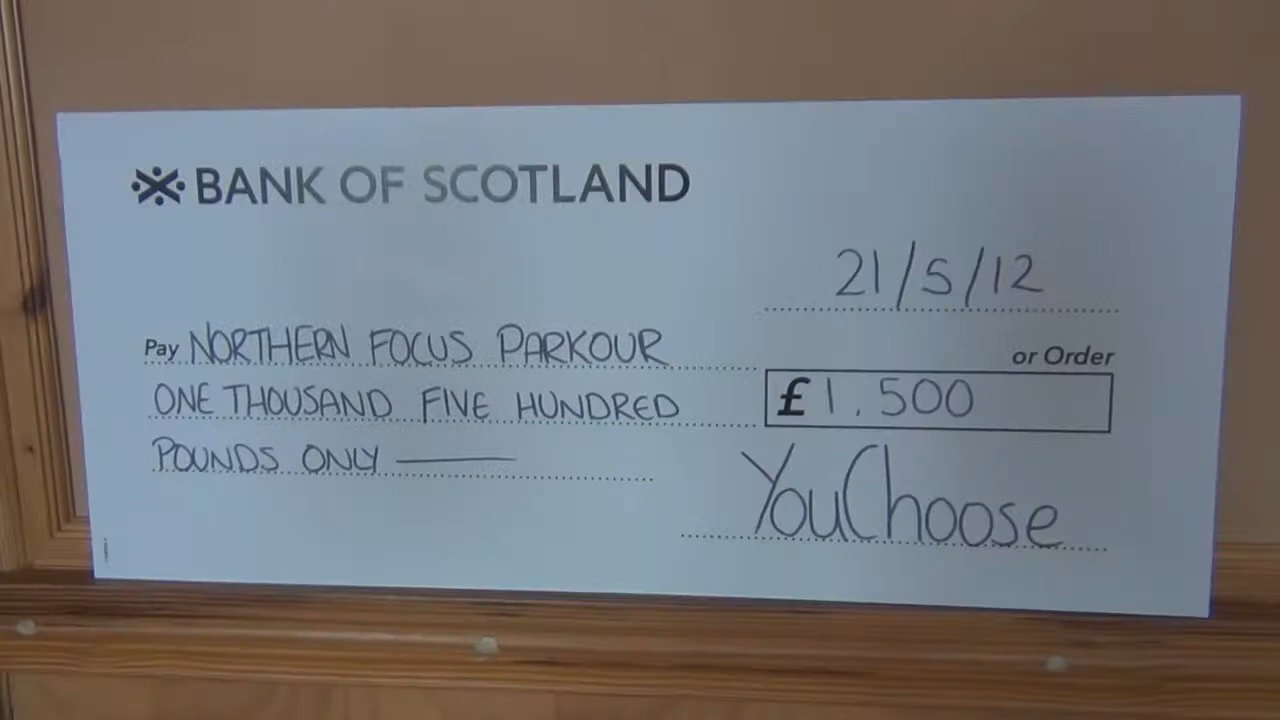 BANK OF SCOTLAND
21/5/12
Pay NORTHERN FOCUS PARKOUR
or Order
ONE THOUSAND FIVE HUNDRED
£1.500
POUNDS ONLY ———
YouChoose